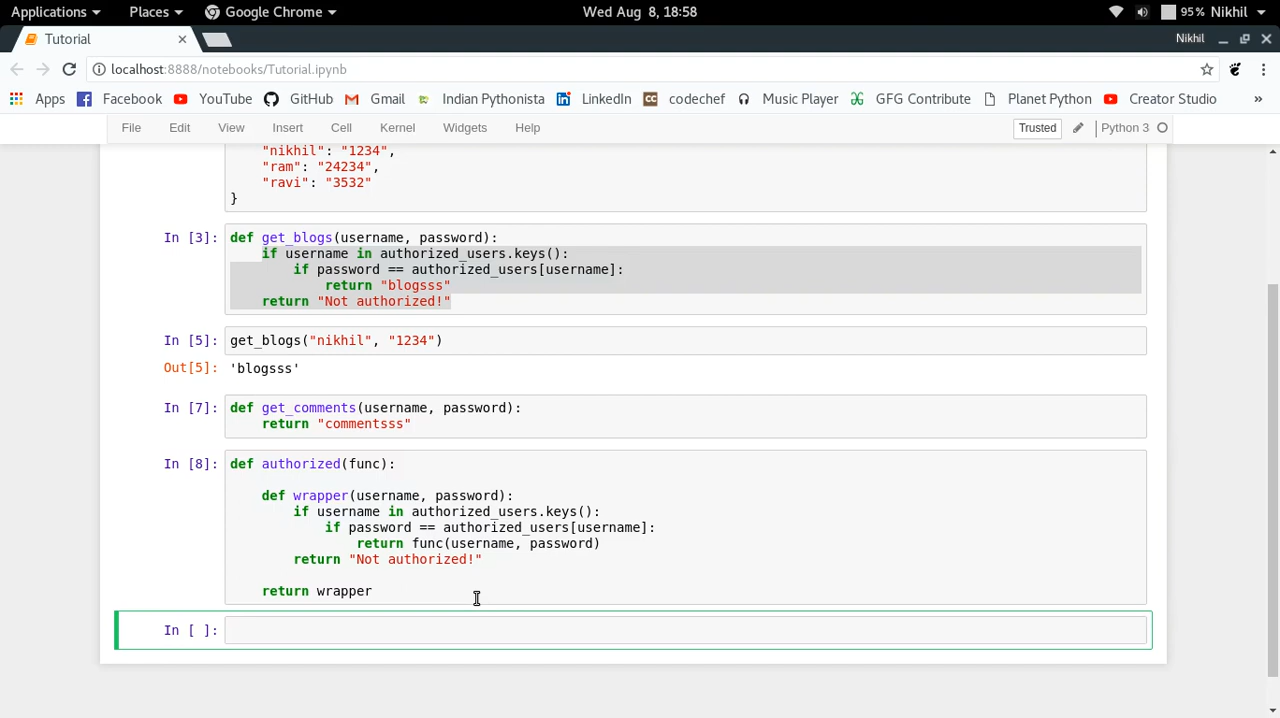 Applications Places Google Chrome Wed Aug 8, 18:58 95% Nikhil
Tutorial Nikhil
localhost:8888/notebooks/Tutorial.ipynb
Apps Facebook YouTube GitHub Gmail Indian Pythonista LinkedIn CC codechef Music Player GFG Contribute Planet Python Creator Studio »
File Edit View Insert Cell Kernel Widgets Help Trusted Python 3
"nikhil": "1234",
"ram": "24234",
"ravi": "3532"
}
In [3]: def get_blogs(username, password):
if username in authorized_users.keys():
if password == authorized_users[username]:
return "blogsss"
return "Not authorized!"
In [5]: get_blogs("nikhil", "1234")
Out[5]: 'blogsss'
In [7]: def get_comments(username, password):
return "commentsss"
In [8]: def authorized(func):
def wrapper(username, password):
if username in authorized_users.keys():
if password == authorized_users[username]:
return func(username, password)
return "Not authorized!"
return wrapper
In [ ]: